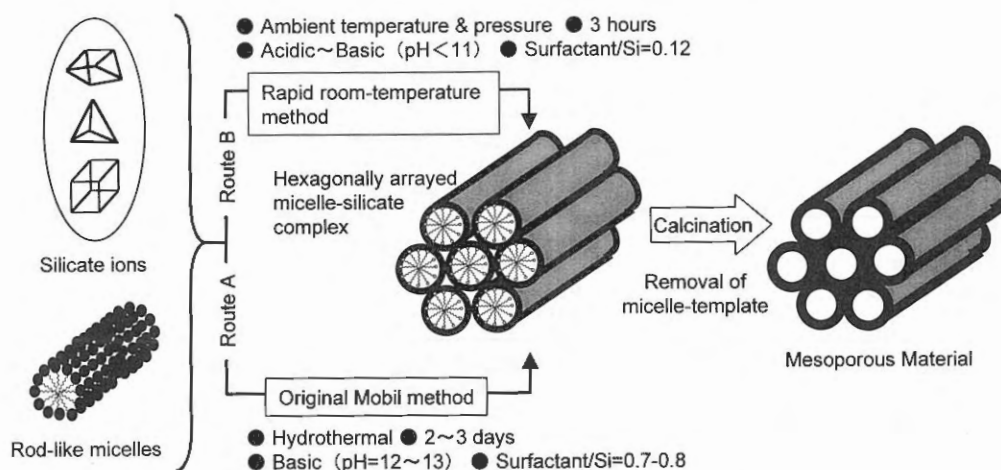 ● Ambient temperature & pressure ● 3 hours
● Acidic～Basic (pH＜11) ● Surfactant/Si=0.12
Rapid room-temperature
method
Route B
Hexagonally arrayed
micelle-silicate
complex
Silicate ions
Route A
Calcination
Removal of
micelle-template
Mesoporous Material
Original Mobil method
Rod-like micelles
● Hydrothermal ● 2～3 days
● Basic (pH=12～13) ● Surfactant/Si=0.7-0.8